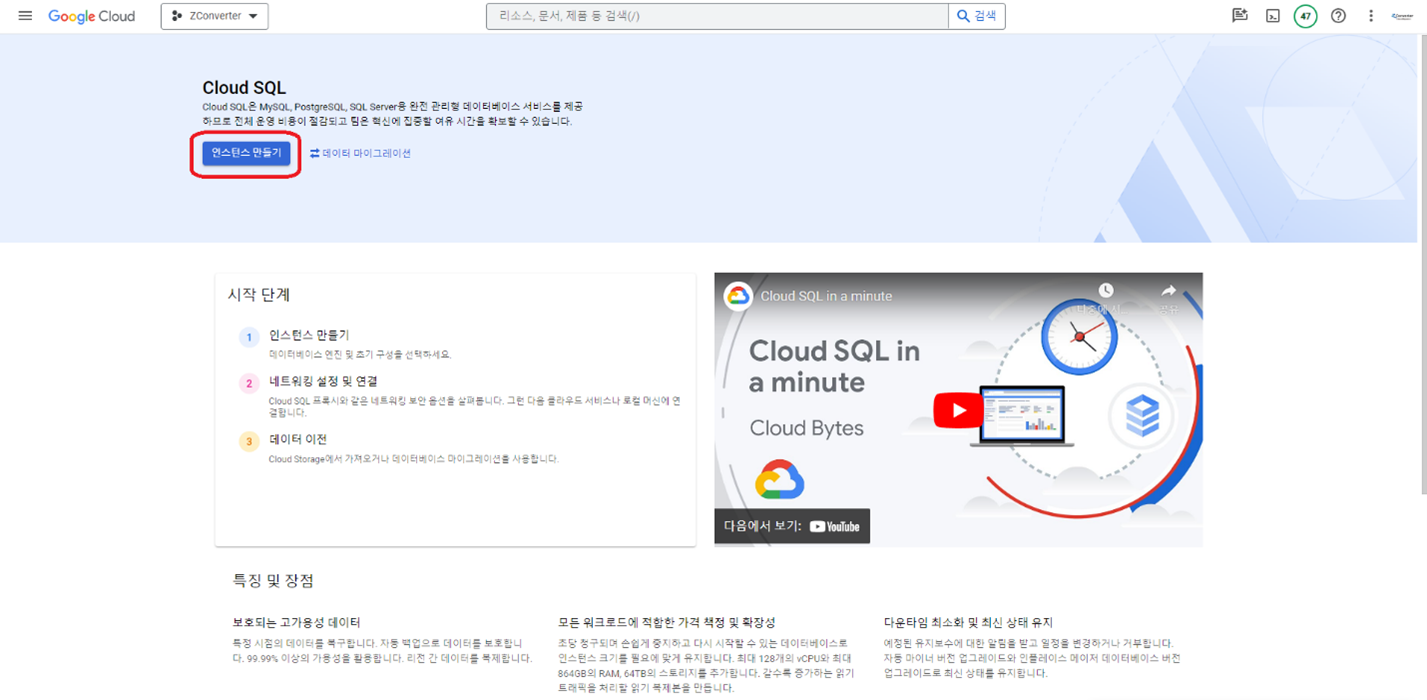 Google Cloud
ZConverter
리소스, 문서, 제품 등 검색(/)
검색
47
Cloud SQL
Cloud SQL은 MySQL, PostgreSQL, SQL Server용 완전 관리형 데이터베이스 서비스를 제공
하므로 전체 운영 비용이 절감되고 팀은 혁신에 집중할 여유 시간을 확보할 수 있습니다.
인스턴스 만들기
데이터 마이그레이션
시작 단계
1 인스턴스 만들기
데이터베이스 엔진 및 초기 구성을 선택하세요.
2 네트워킹 설정 및 연결
Cloud SQL 프록시와 같은 네트워킹 보안 옵션을 살펴봅니다. 그런 다음 클라우드 서비스나 로컬 머신에 연
결합니다.
3 데이터 이전
Cloud Storage에서 가져오거나 데이터베이스 마이그레이션을 사용합니다.
Cloud SQL in a minute
공유
Cloud SQL in
a minute
Cloud Bytes
다음에서 보기: YouTube
특징 및 장점
보호되는 고가용성 데이터
특정 시점의 데이터를 복구합니다. 자동 백업으로 데이터를 보호합니
다. 99.99% 이상의 가용성을 활용합니다. 리전 간 데이터를 복제합니다.
모든 워크로드에 적합한 가격 책정 및 확장성
초당 청구되며 손쉽게 중지하고 다시 시작할 수 있는 데이터베이스로
인스턴스 크기를 필요에 맞게 유지합니다. 최대 128개의 vCPU와 최대
864GB의 RAM, 64TB의 스토리지를 추가합니다. 갈수록 증가하는 읽기
트래픽을 처리할 읽기 복제본을 만듭니다.
다운타임 최소화 및 최신 상태 유지
예정된 유지보수에 대한 알림을 받고 일정을 변경하거나 거부합니다.
자동 마이너 버전 업그레이드와 인플레이스 메이저 데이터베이스 버전
업그레이드로 최신 상태를 유지합니다.